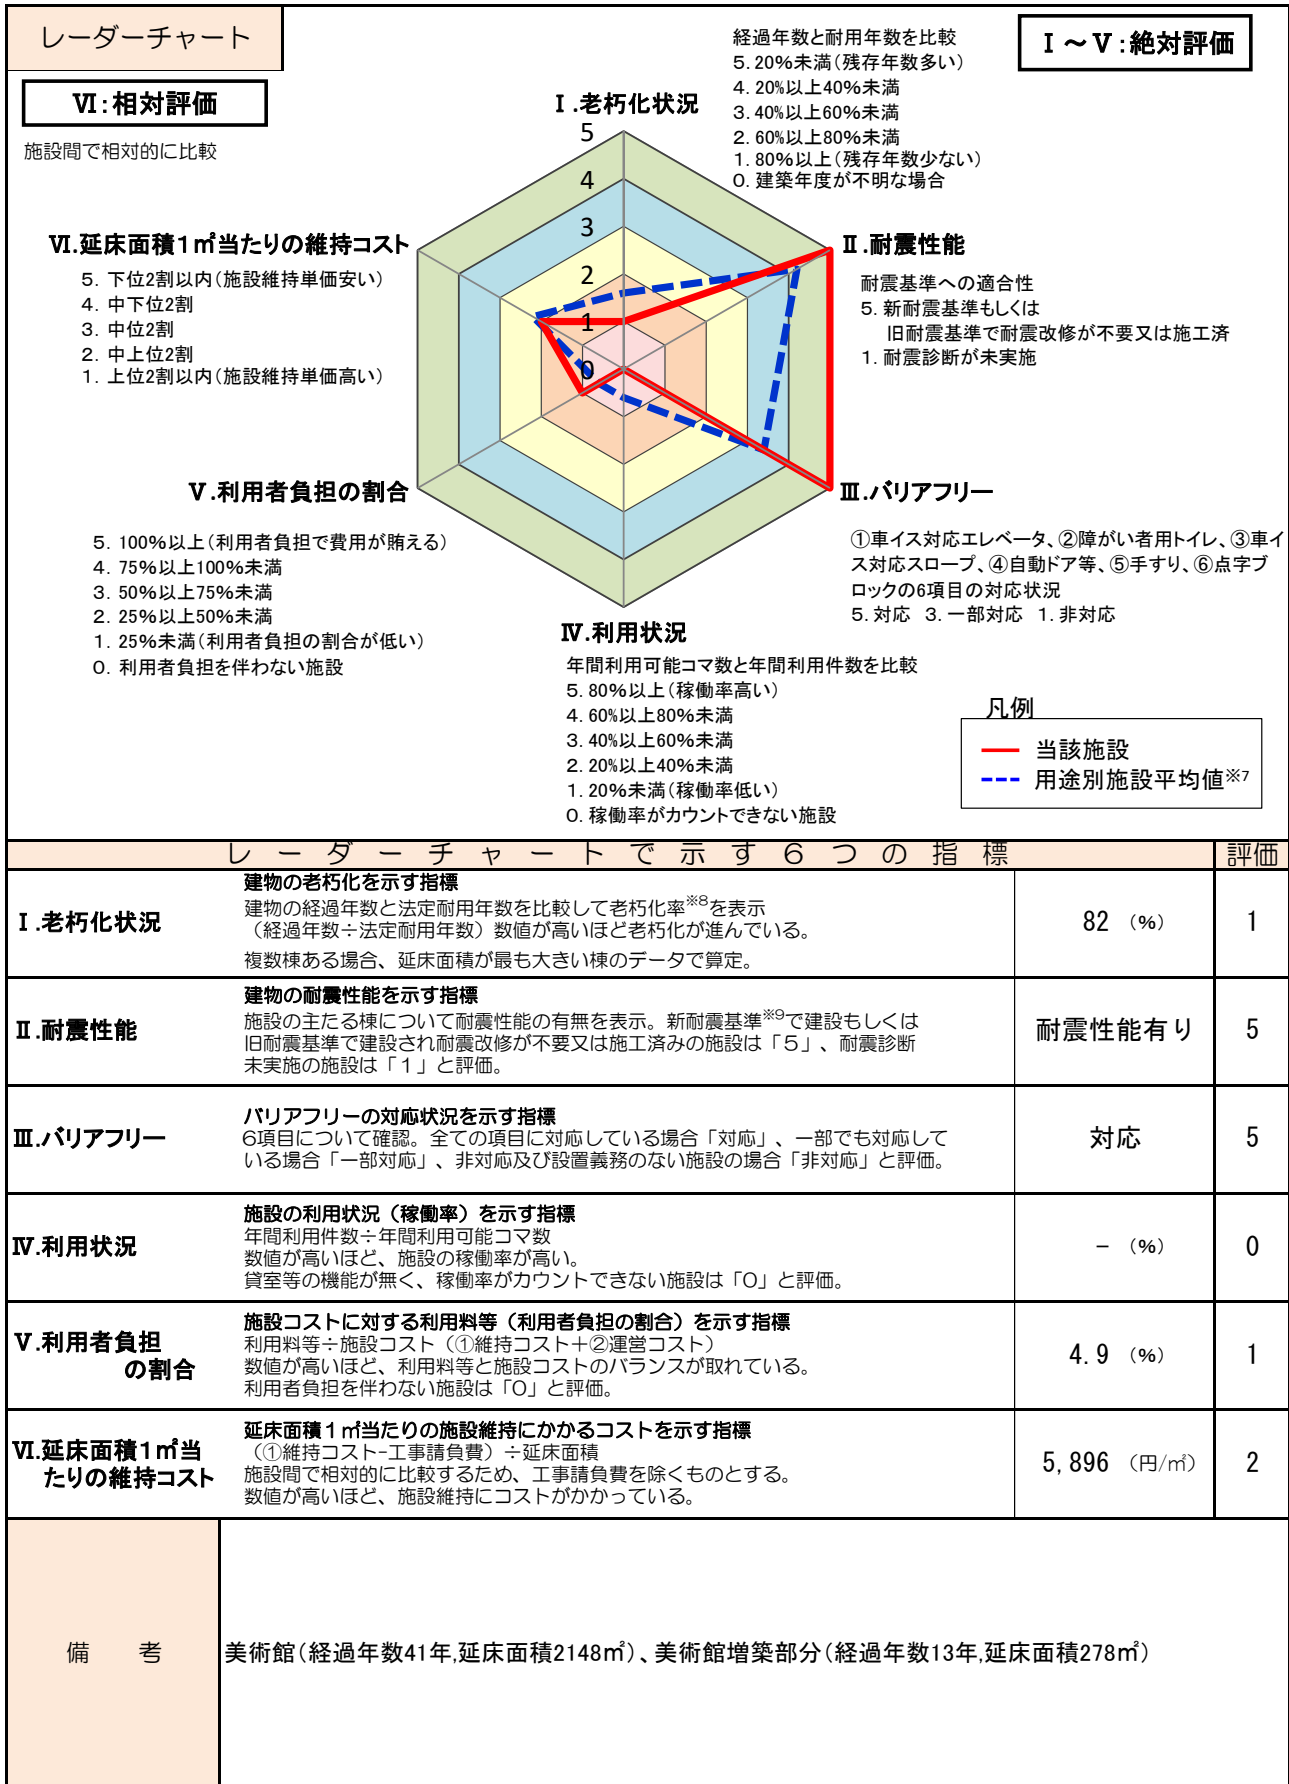 レーダーチャート
Ⅰ～Ⅴ:絶対評価
Ⅵ:相対評価
施設間で相対的に比較
Ⅰ.老朽化状況
経過年数と耐用年数を比較
5.20%未満(残存年数多い)
4.20%以上40%未満
3.40%以上60%未満
2.60%以上80%未満
1.80%以上(残存年数少ない)
0.建築年度が不明な場合
5
4
3
2
1
0
Ⅱ.耐震性能
耐震基準への適合性
5.新耐震基準もしくは
旧耐震基準で耐震改修が不要又は施工済
1.耐震診断が未実施
Ⅲ.バリアフリー
①車イス対応エレベータ、②障がい者用トイレ、③車イ
ス対応スロープ、④自動ドア等、⑤手すり、⑥点字ブ
ロックの6項目の対応状況
5.対応 3.一部対応 1.非対応
Ⅳ.利用状況
年間利用可能コマ数と年間利用件数を比較
5.80%以上(稼働率高い)
4.60%以上80%未満
3.40%以上60%未満
2.20%以上40%未満
1.20%未満(稼働率低い)
0.稼働率がカウントできない施設
Ⅴ.利用者負担の割合
5. 100%以上(利用者負担で費用が賄える)
4. 75%以上100%未満
3. 50%以上75%未満
2. 25%以上50%未満
1. 25%未満(利用者負担の割合が低い)
0. 利用者負担を伴わない施設
Ⅵ.延床面積1㎡当たりの維持コスト
5. 下位2割以内(施設維持単価安い)
4. 中下位2割
3. 中位2割
2. 中上位2割
1. 上位2割以内(施設維持単価高い)
凡例
当該施設
用途別施設平均値※7
レーダーチャートで示す6つの指標 評価
Ⅰ.老朽化状況
建物の老朽化を示す指標
建物の経過年数と法定耐用年数を比較して老朽化率※8を表示
（経過年数÷法定耐用年数）数値が高いほど老朽化が進んでいる。
複数棟ある場合、延床面積が最も大きい棟のデータで算定。
82 (%) 1
Ⅱ.耐震性能
建物の耐震性能を示す指標
施設の主たる棟について耐震性能の有無を表示。新耐震基準※9で建設もしくは
旧耐震基準で建設され耐震改修が不要又は施工済みの施設は「5」、耐震診断
未実施の施設は「1」と評価。
耐震性能有り 5
Ⅲ.バリアフリー
バリアフリーの対応状況を示す指標
6項目について確認。全ての項目に対応している場合「対応」、一部でも対応して
いる場合「一部対応」、非対応及び設置義務のない施設の場合「非対応」と評価。
対応 5
Ⅳ.利用状況
施設の利用状況（稼働率）を示す指標
年間利用件数÷年間利用可能コマ数
数値が高いほど、施設の稼働率が高い。
貸室等の機能が無く、稼働率がカウントできない施設は「0」と評価。
－ (%) 0
Ⅴ.利用者負担
の割合
施設コストに対する利用料等（利用者負担の割合）を示す指標
利用料等÷施設コスト（①維持コスト＋②運営コスト）
数値が高いほど、利用料等と施設コストのバランスが取れている。
利用者負担を伴わない施設は「0」と評価。
4.9 (%) 1
Ⅵ.延床面積1㎡当
たりの維持コスト
延床面積1㎡当たりの施設維持にかかるコストを示す指標
（①維持コスト-工事請負費）÷延床面積
施設間で相対的に比較するため、工事請負費を除くものとする。
数値が高いほど、施設維持にコストがかかっている。
5,896 (円/㎡) 2
備 考
美術館(経過年数41年,延床面積2148㎡)、美術館増築部分(経過年数13年,延床面積278㎡)